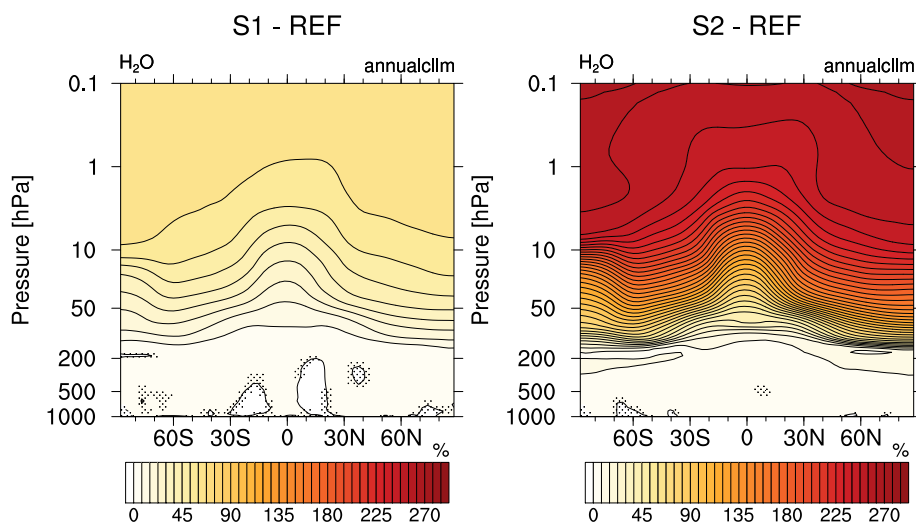 S1 - REF
H₂O annualclim
0.1
1
10
50
200
500
1000
Pressure [hPa]
60S 30S 0 30N 60N
%
0 45 90 135 180 225 270
S2 - REF
H₂O annualclim
0.1
1
10
50
200
500
1000
Pressure [hPa]
60S 30S 0 30N 60N
%
0 45 90 135 180 225 270